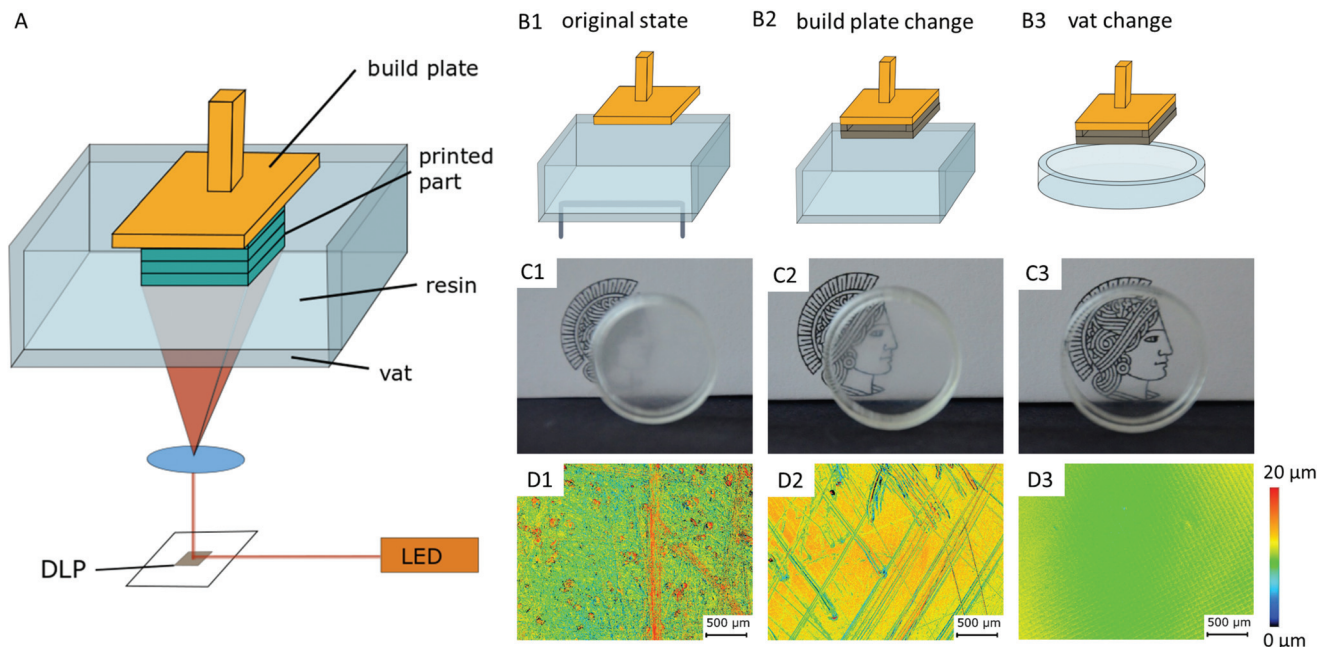 A
build plate
printed
part
resin
vat
DLP
LED
B1 original state
B2 build plate change
B3 vat change
C1
C2
C3
D1
500 µm
D2
500 µm
D3
500 µm
20 µm
0 µm